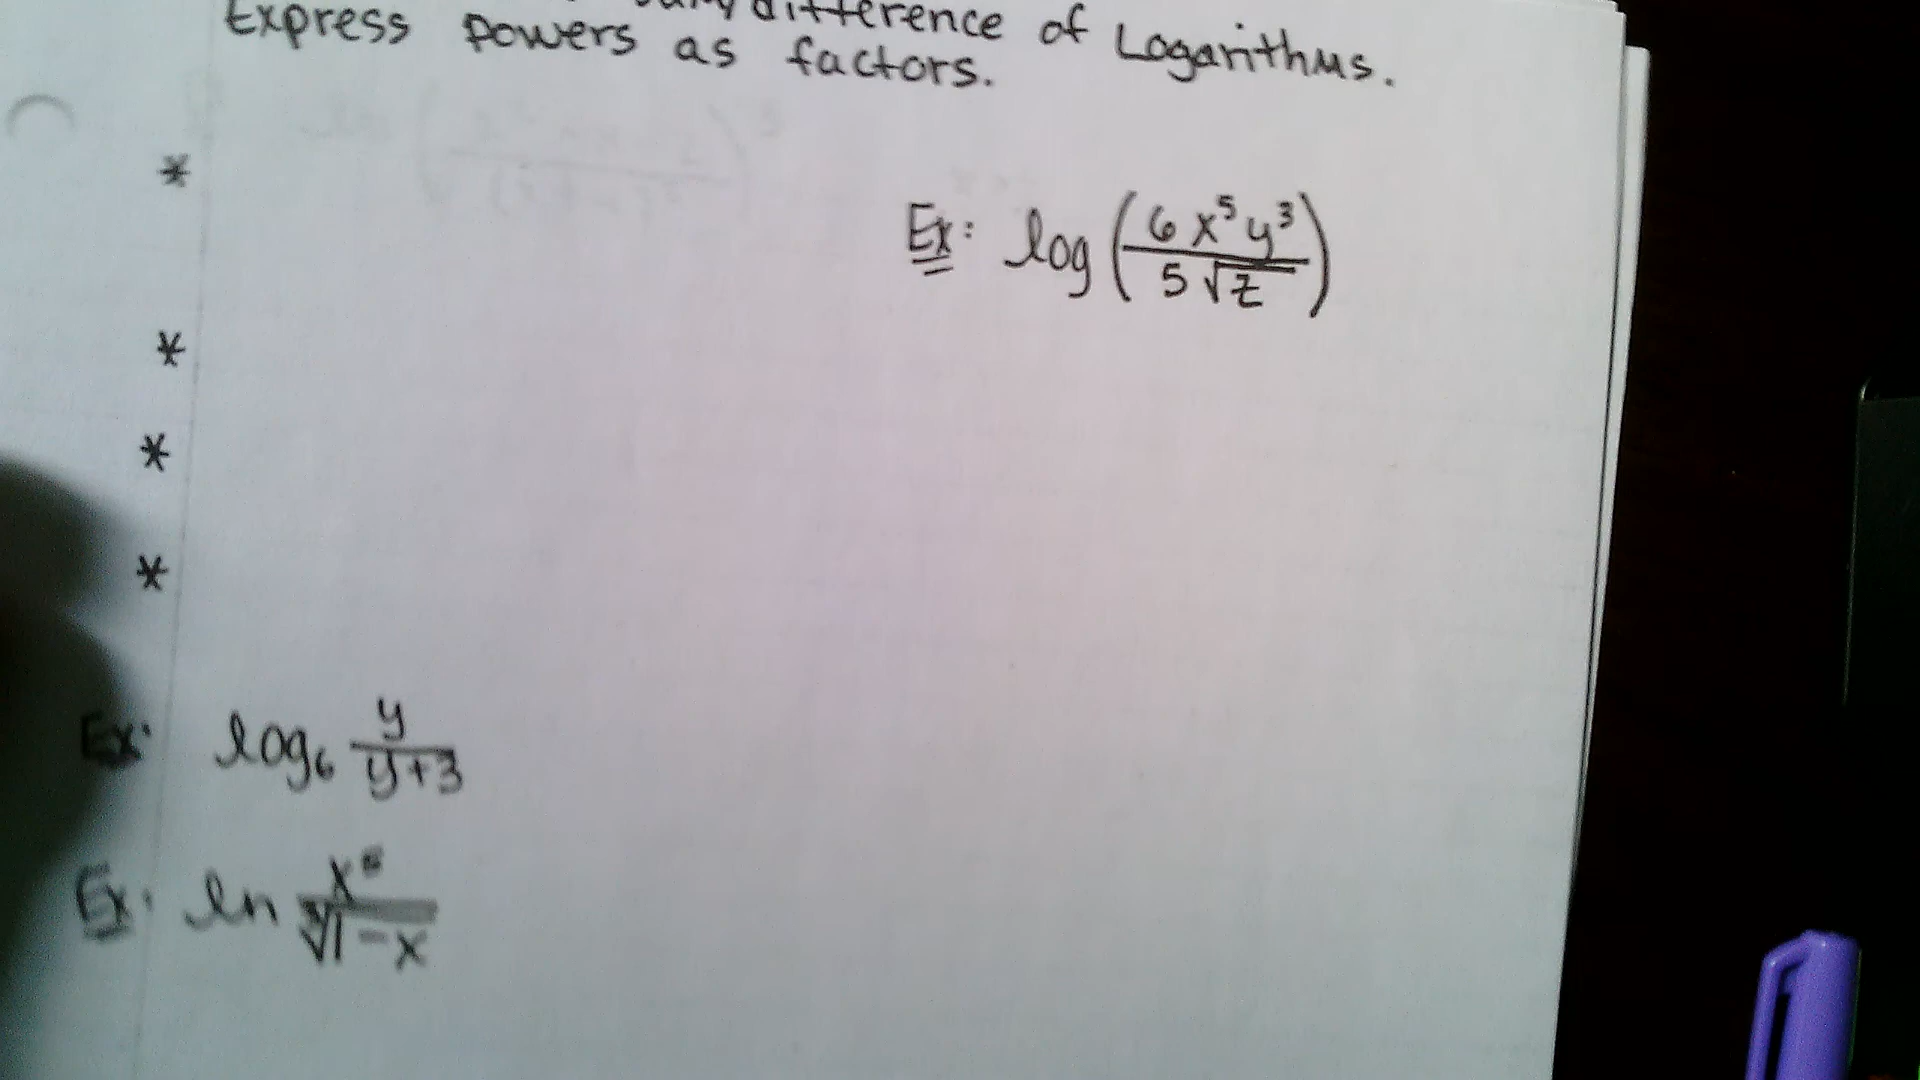 difference of Logarithms.
Express powers as factors.
*
Ex: log (6x⁵y³ / 5√z)
*
*
*
Ex: log₆ y / y+3
Ex: ln x / √1-x